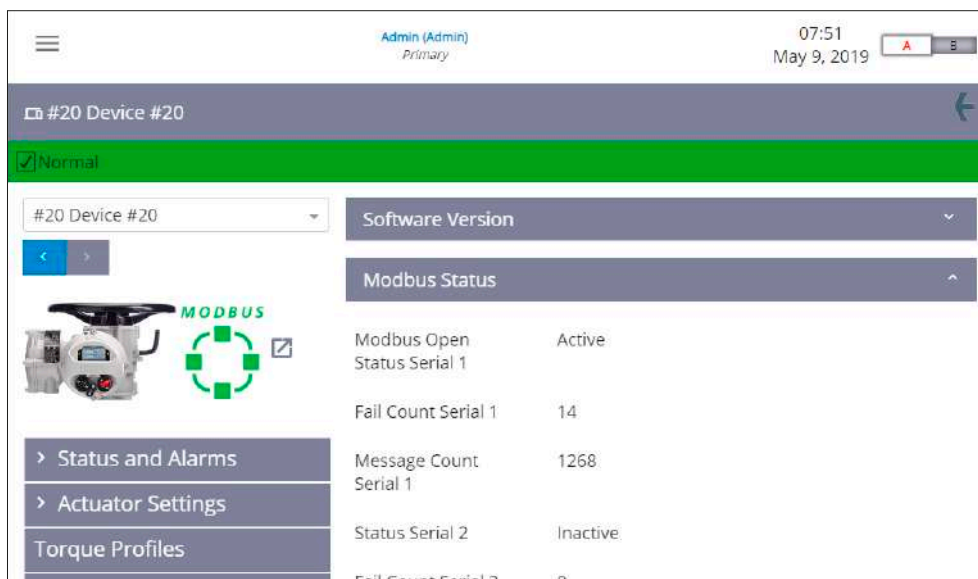 Admin (Admin)
Primary
07:51
May 9, 2019
A B
#20 Device #20
Normal
#20 Device #20
MODBUS
Status and Alarms
Actuator Settings
Torque Profiles
Software Version
Modbus Status
Modbus Open
Status Serial 1
Active
Fail Count Serial 1
14
Message Count
Serial 1
1268
Status Serial 2
Inactive